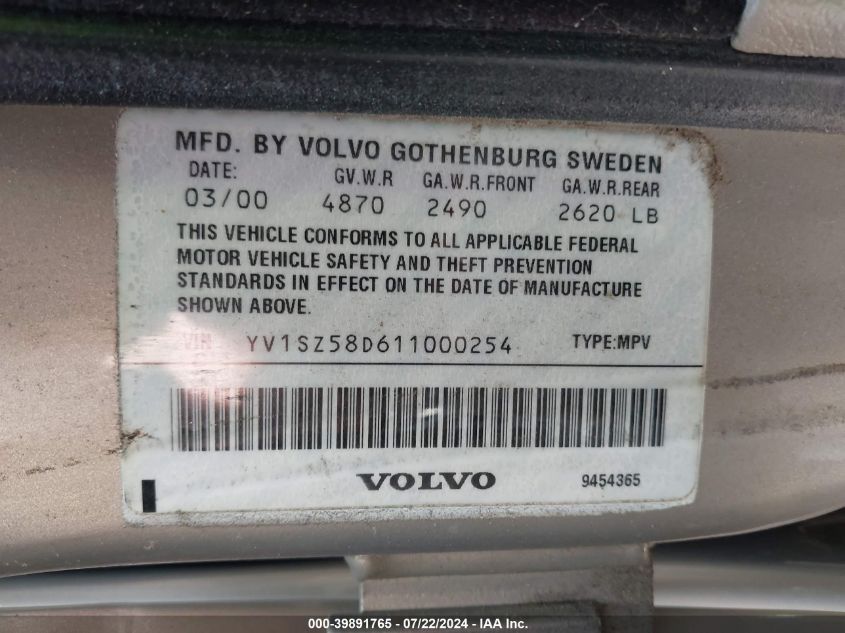 MFD. BY VOLVO GOTHENBURG SWEDEN
DATE: GV.W.R GA.W.R.FRONT GA.W.R.REAR
03/00 4870 2490 2620 LB
THIS VEHICLE CONFORMS TO ALL APPLICABLE FEDERAL
MOTOR VEHICLE SAFETY AND THEFT PREVENTION
STANDARDS IN EFFECT ON THE DATE OF MANUFACTURE
SHOWN ABOVE.
VIN YV1SZ58D611000254 TYPE:MPV
VOLVO 9454365
000-39891765 - 07/22/2024 - IAA Inc.